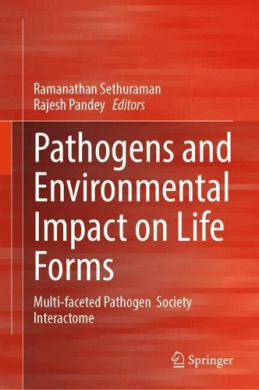 Ramanathan Sethuraman
Rajesh Pandey Editors
Pathogens and
Environmental
Impact on Life
Forms
Multi-faceted Pathogen Society
Interactome
Springer